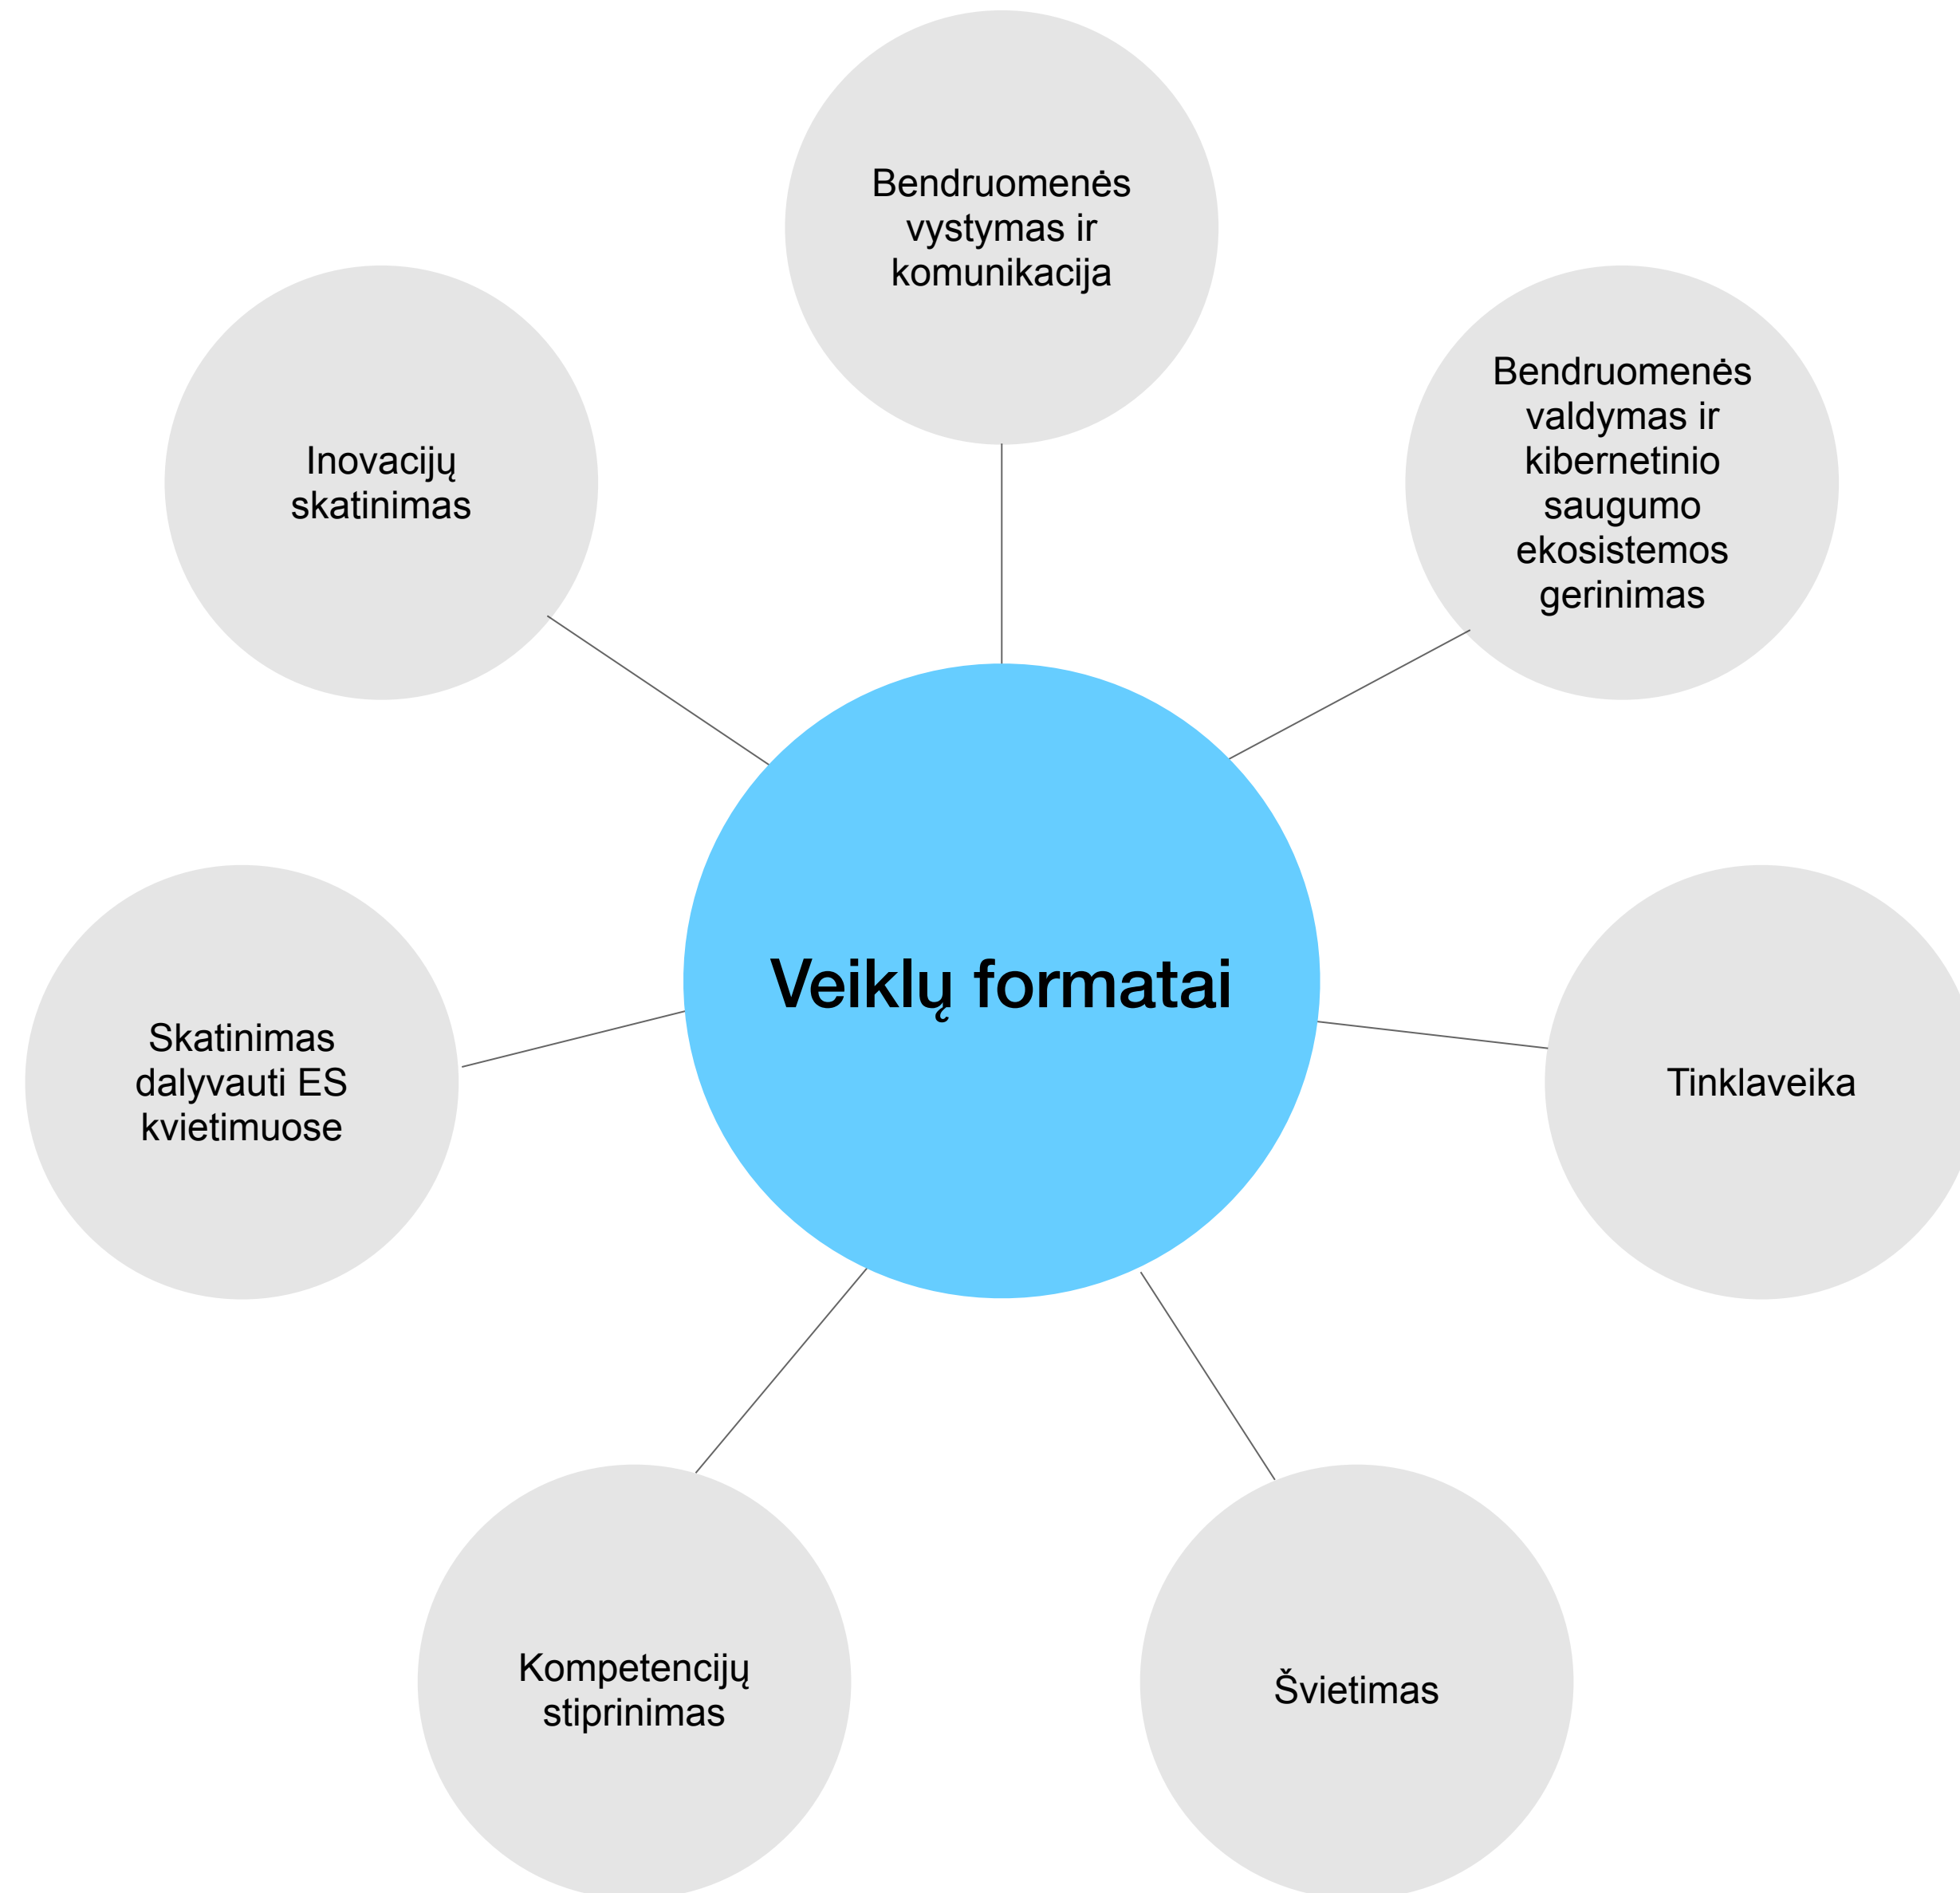 Bendruomenės
vystymas ir
komunikacija
Bendruomenės
valdymas ir
kibernetinio
saugumo
ekosistemos
gerinimas
Inovacijų
skatinimas
Veiklų formatai
Skatinimas
dalyvauti ES
kvietimuose
Tinklaveika
Kompetencijų
stiprinimas
Švietimas